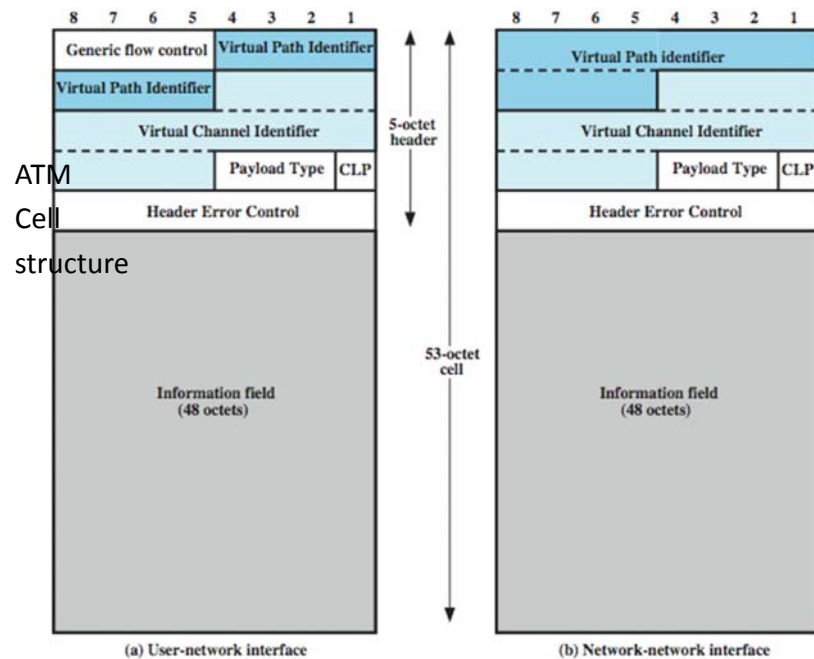 8 7 6 5 4 3 2 1
Generic flow control
Virtual Path Identifier
Virtual Path Identifier
Virtual Channel Identifier
Payload Type
CLP
Header Error Control
Information field
(48 octets)
(a) User-network interface
ATM
Cell
structure
5-octet
header
53-octet
cell
8 7 6 5 4 3 2 1
Virtual Path identifier
Virtual Channel Identifier
Payload Type
CLP
Header Error Control
Information field
(48 octets)
(b) Network-network interface